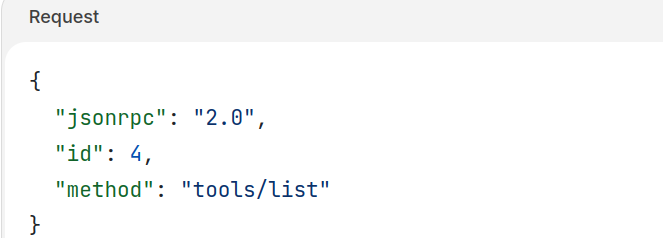 Request
{
  "jsonrpc": "2.0",
  "id": 4,
  "method": "tools/list"
}